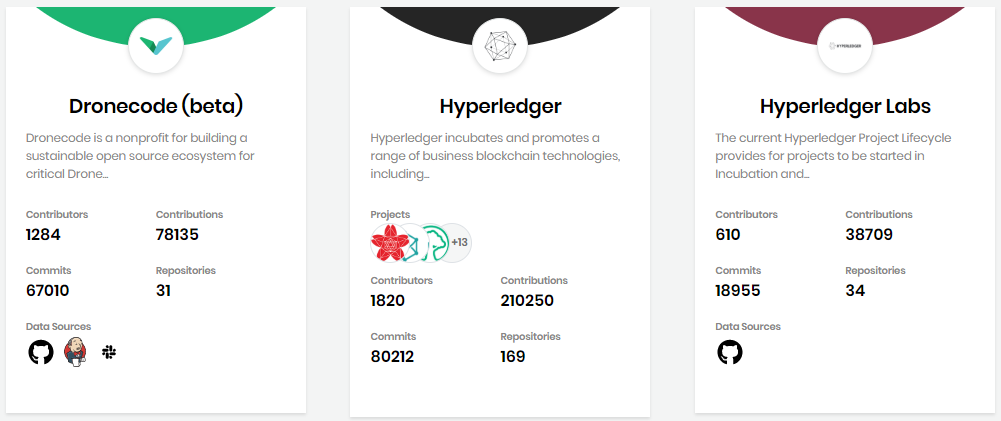 Dronecode (beta)
Dronecode is a nonprofit for building a
sustainable open source ecosystem for
critical Drone...
Contributors Contributions
1284 78135
Commits Repositories
67010 31
Data Sources
Hyperledger
Hyperledger incubates and promotes a
range of business blockchain technologies,
including...
Projects
+13
Contributors Contributions
1820 210250
Commits Repositories
80212 169
HYPERLEDGER
Hyperledger Labs
The current Hyperledger Project Lifecycle
provides for projects to be started in
Incubation and...
Contributors Contributions
610 38709
Commits Repositories
18955 34
Data Sources